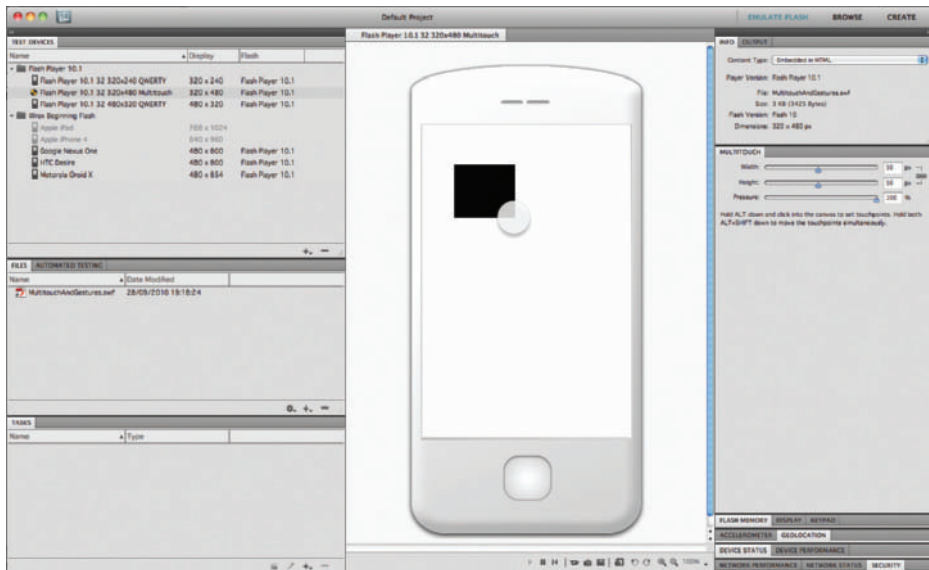 Default Project
EMULATE FLASH BROWSE CREATE
TEST DEVICES
Name Display Flash
Flash Player 10.1
Flash Player 10.1 32 320x240 QWERTY 320 x 240 Flash Player 10.1
Flash Player 10.1 32 320x480 Multitouch 320 x 480 Flash Player 10.1
Flash Player 10.1 32 480x320 QWERTY 480 x 320 Flash Player 10.1
Wrox Beginning Flash
Apple iPad 768 x 1024
Apple iPhone 4 640 x 960
Google Nexus One 480 x 800 Flash Player 10.1
HTC Desire 480 x 800 Flash Player 10.1
Motorola Droid X 480 x 854 Flash Player 10.1
FILES AUTOMATED TESTING
Name Date Modified
MultitouchAndGestures.swf 28/09/2010 19:18:24
TASKS
Name Type
Flash Player 10.1 32 320x480 Multitouch
100%
INFO OUTPUT
Content Type: Embedded in HTML
Player Version: Flash Player 10.1
File: MultitouchAndGestures.swf
Size: 3 KB (3425 Bytes)
Flash Version: Flash 10
Dimensions: 320 x 480 px
MULTITOUCH
Width: 50 px
Height: 50 px
Pressure: 100 %
Hold ALT down and click into the canvas to set touchpoints. Hold both
ALT+SHIFT down to move the touchpoints simultaneously.
FLASH MEMORY DISPLAY KEYPAD
ACCELEROMETER GEOLOCATION
DEVICE STATUS DEVICE PERFORMANCE
NETWORK PERFORMANCE NETWORK STATUS SECURITY